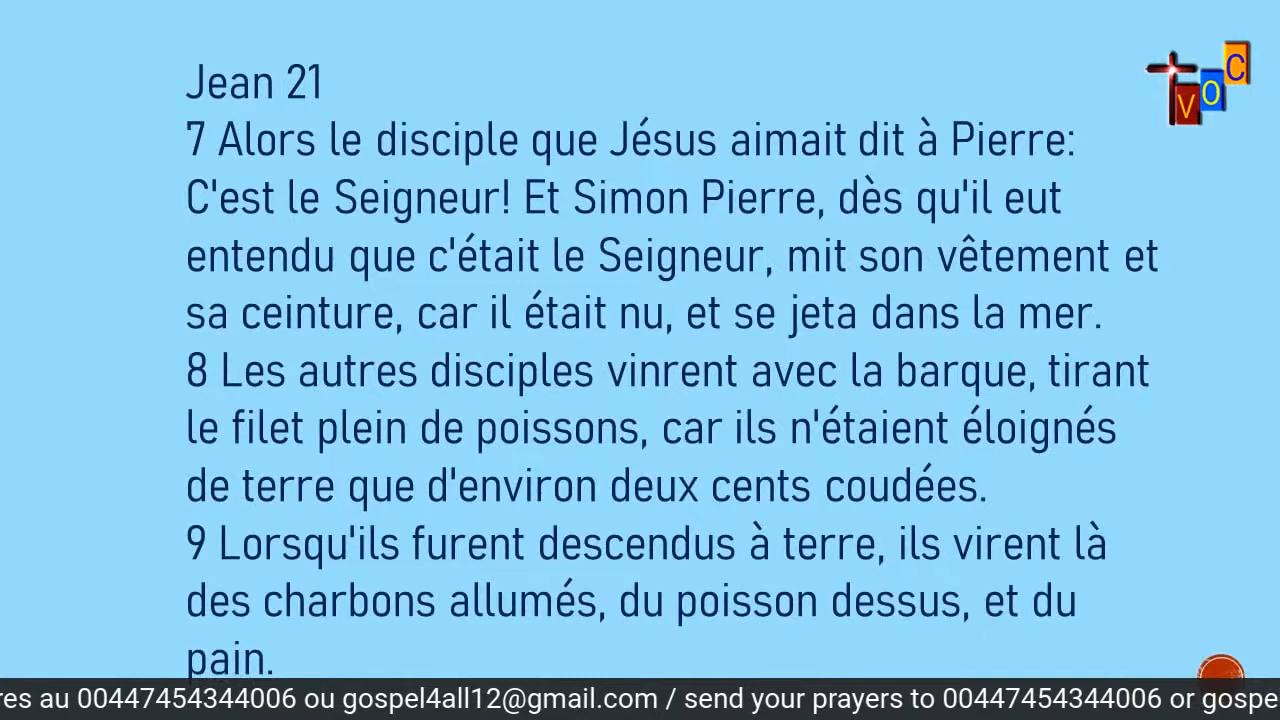 Jean 21
7 Alors le disciple que Jésus aimait dit à Pierre:
C'est le Seigneur! Et Simon Pierre, dès qu'il eut
entendu que c'était le Seigneur, mit son vêtement et
sa ceinture, car il était nu, et se jeta dans la mer.
8 Les autres disciples vinrent avec la barque, tirant
le filet plein de poissons, car ils n'étaient éloignés
de terre que d'environ deux cents coudées.
9 Lorsqu'ils furent descendus à terre, ils virent là
des charbons allumés, du poisson dessus, et du
pain.
VOC
res au 00447454344006 ou gospel4all12@gmail.com / send your prayers to 00447454344006 or gospe